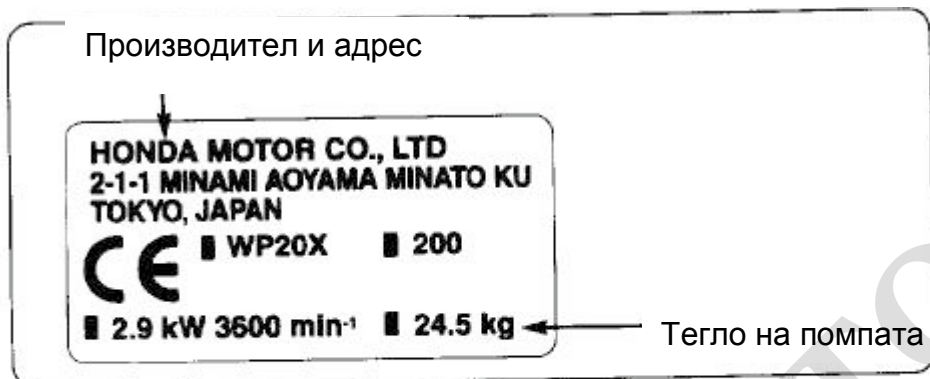 Производител и адрес
HONDA MOTOR CO., LTD
2-1-1 MINAMI AOYAMA MINATO KU
TOKYO, JAPAN
CE WP20X 200
2.9 kW 3600 min-1 24.5 kg
Тегло на помпата